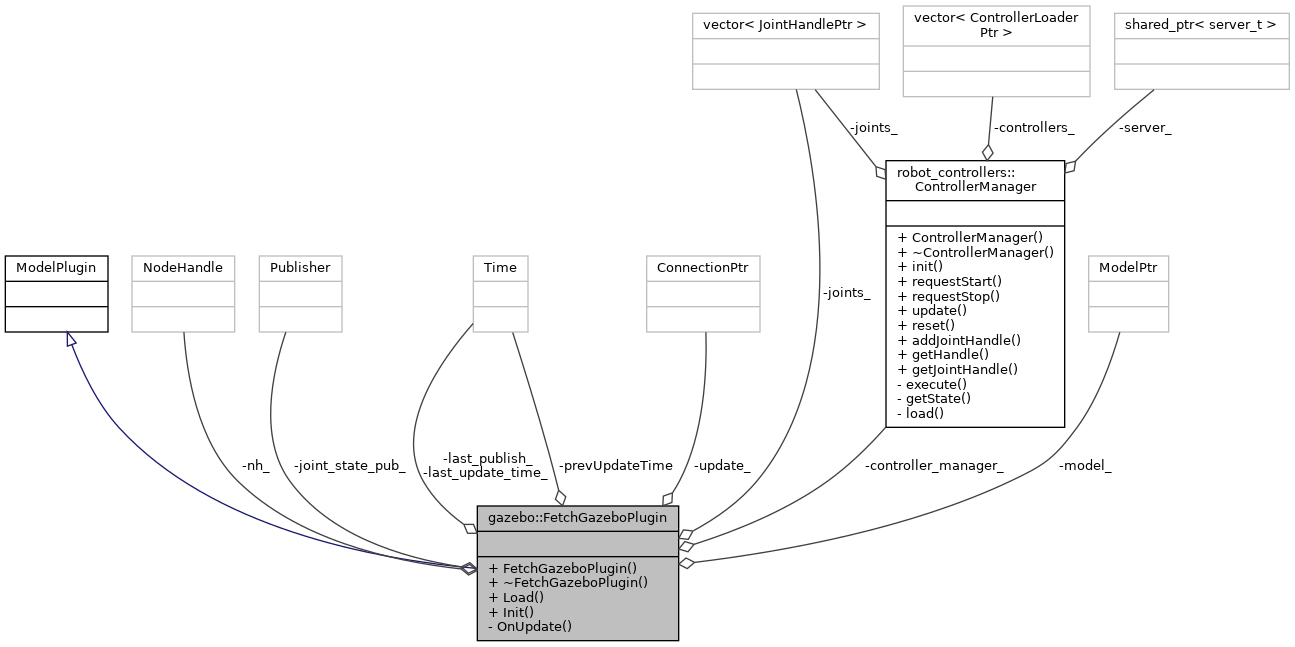 vector< JointHandlePtr >
vector< ControllerLoader
Ptr >
shared_ptr< server_t >
-joints_
-controllers_
-server_
robot_controllers::
ControllerManager
+ ControllerManager()
+ ~ControllerManager()
+ init()
+ requestStart()
+ requestStop()
+ update()
+ reset()
+ addJointHandle()
+ getHandle()
+ getJointHandle()
- execute()
- getState()
- load()
ModelPlugin
NodeHandle
Publisher
Time
ConnectionPtr
-joints_
ModelPtr
-nh_
-joint_state_pub_
-last_publish_
-last_update_time_
-prevUpdateTime
-update_
-controller_manager_
-model_
gazebo::FetchGazeboPlugin
+ FetchGazeboPlugin()
+ ~FetchGazeboPlugin()
+ Load()
+ Init()
- OnUpdate()